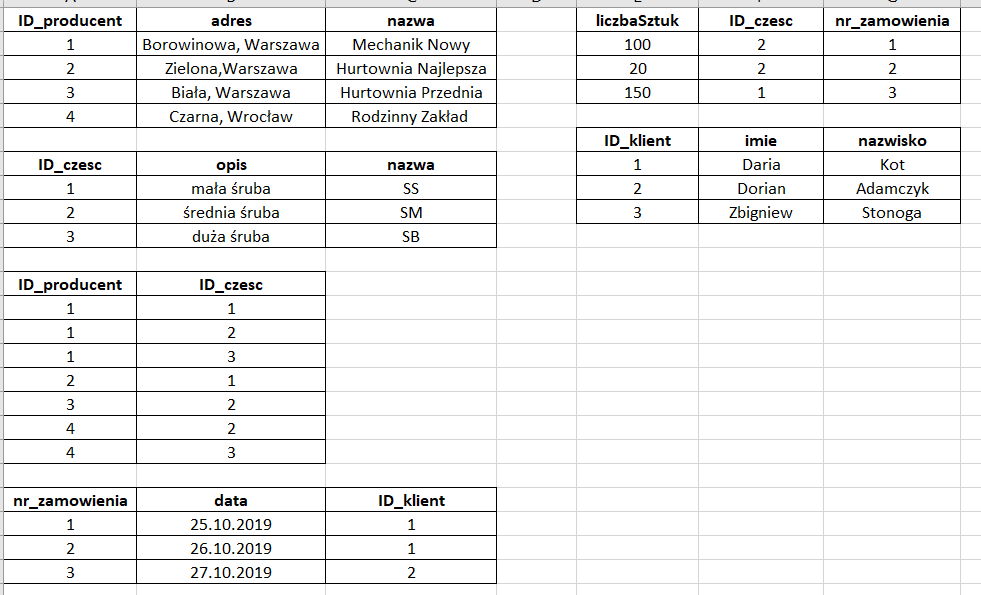 ID_producent adres nazwa
1 Borowinowa, Warszawa Mechanik Nowy
2 Zielona,Warszawa Hurtownia Najlepsza
3 Biała, Warszawa Hurtownia Przednia
4 Czarna, Wrocław Rodzinny Zakład
ID_czesc opis nazwa
1 mała śruba SS
2 średnia śruba SM
3 duża śruba SB
ID_producent ID_czesc
1 1
1 2
1 3
2 1
3 2
4 2
4 3
nr_zamowienia data ID_klient
1 25.10.2019 1
2 26.10.2019 1
3 27.10.2019 2
liczbaSztuk ID_czesc nr_zamowienia
100 2 1
20 2 2
150 1 3
ID_klient imie nazwisko
1 Daria Kot
2 Dorian Adamczyk
3 Zbigniew Stonoga